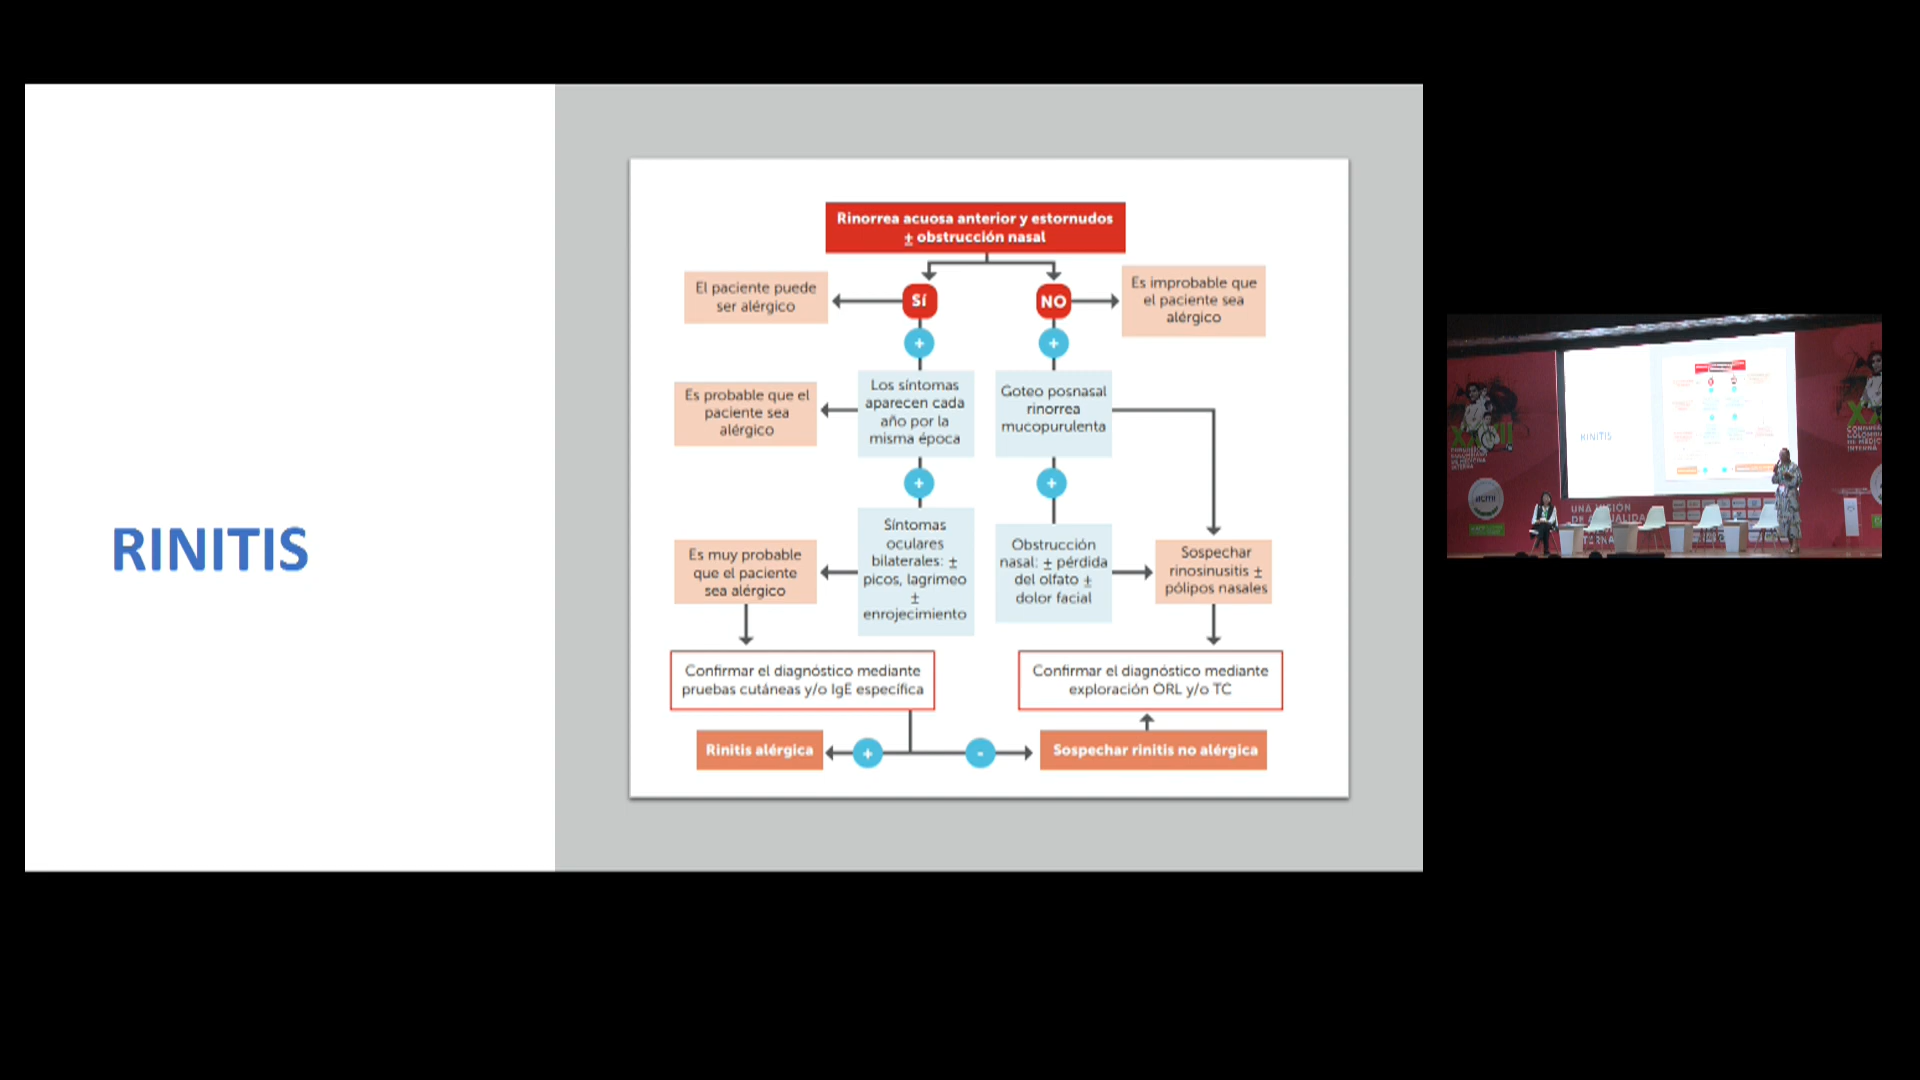 RINITIS
Rinorrea acuosa anterior y estornudos
± obstrucción nasal
El paciente puede
ser alérgico
SÍ
NO
Es improbable que
el paciente sea
alérgico
+
+
Es probable que el
paciente sea
alérgico
Los síntomas
aparecen cada
año por la
misma época
Goteo posnasal
rinorrea
mucopurulenta
+
+
Es muy probable
que el paciente
sea alérgico
Síntomas
oculares
bilaterales: ±
picos, lagrimeo
±
enrojecimiento
Obstrucción
nasal: ± pérdida
del olfato ±
dolor facial
Sospechar
rinosinusitis ±
pólipos nasales
Confirmar el diagnóstico mediante
pruebas cutáneas y/o IgE específica
Confirmar el diagnóstico mediante
exploración ORL y/o TC
Rinitis alérgica
+
-
Sospechar rinitis no alérgica
RINITIS
acmi
UNA VISIÓN